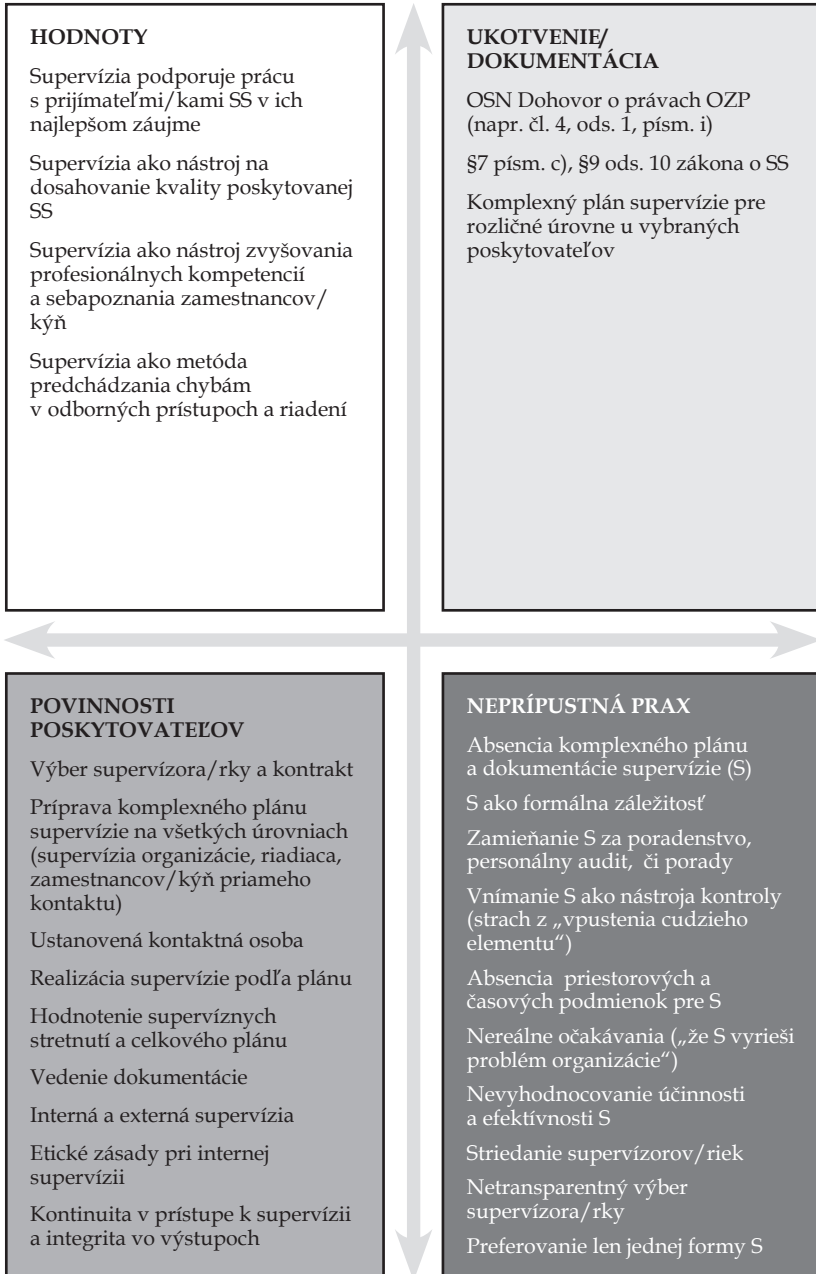 HODNOTY
Supervízia podporuje prácu
s prijímateľmi/kami SS v ich
najlepšom záujme
Supervízia ako nástroj na
dosahovanie kvality poskytovanej
SS
Supervízia ako nástroj zvyšovania
profesionálnych kompetencií
a sebapoznania zamestnancov/
kýň
Supervízia ako metóda
predchádzania chybám
v odborných prístupoch a riadení
UKOTVENIE/
DOKUMENTÁCIA
OSN Dohovor o právach OZP
(napr. čl. 4, ods. 1, písm. i)
§7 písm. c), §9 ods. 10 zákona o SS
Komplexný plán supervízie pre
rozličné úrovne u vybraných
poskytovateľov
POVINNOSTI
POSKYTOVATEĽOV
Výber supervízora/rky a kontrakt
Príprava komplexného plánu
supervízie na všetkých úrovniach
(supervízia organizácie, riadiaca,
zamestnancov/kýň priameho
kontaktu)
Ustanovená kontaktná osoba
Realizácia supervízie podľa plánu
Hodnotenie supervíznych
stretnutí a celkového plánu
Vedenie dokumentácie
Interná a externá supervízia
Etické zásady pri internej
supervízii
Kontinuita v prístupe k supervízii
a integrita vo výstupoch
NEPRÍPUSTNÁ PRAX
Absencia komplexného plánu
a dokumentácie supervízie (S)
S ako formálna záležitosť
Zamieňanie S za poradenstvo,
personálny audit, či porady
Vnímanie S ako nástroja kontroly
(strach z „vpustenia cudzieho
elementu“)
Absencia priestorových a
časových podmienok pre S
Nereálne očakávania („že S vyrieši
problém organizácie“)
Nevyhodnocovanie účinnosti
a efektívnosti S
Striedanie supervízorov/riek
Netransparentný výber
supervízora/rky
Preferovanie len jednej formy S